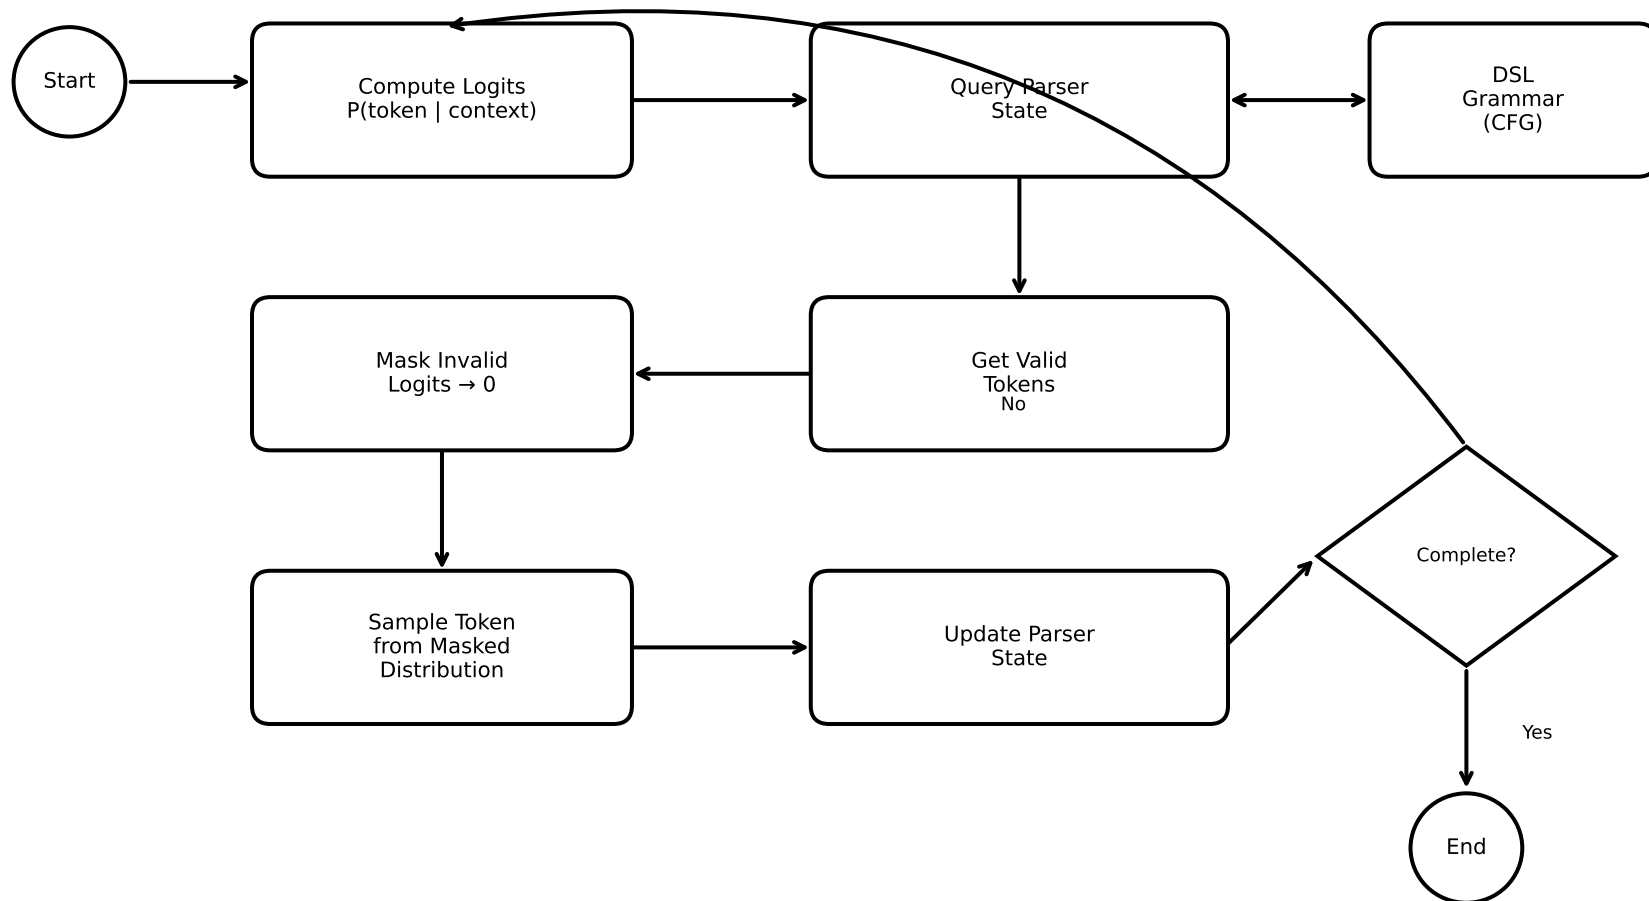 Start
Compute Logits
P(token | context)
Query Parser
State
DSL
Grammar
(CFG)
Mask Invalid
Logits → 0
Get Valid
Tokens
No
Complete?
Sample Token
from Masked
Distribution
Update Parser
State
Yes
End